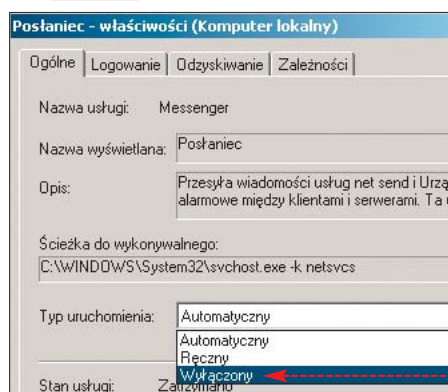 Posłaniec - właściwości (Komputer lokalny)
Ogólne Logowanie Odzyskiwanie Zależności
Nazwa usługi: Messenger
Nazwa wyświetlana: Posłaniec
Opis: Przesyła wiadomości usług net send i
alarmowe między klientami i serwerami. Ta
Ścieżka do wykonywalnego:
C:\WINDOWS\System32\svchost.exe -k netsvcs
Typ uruchomienia: Automatyczny
Automatyczny
Ręczny
Wyłączony
Stan usługi: Zatrzymano